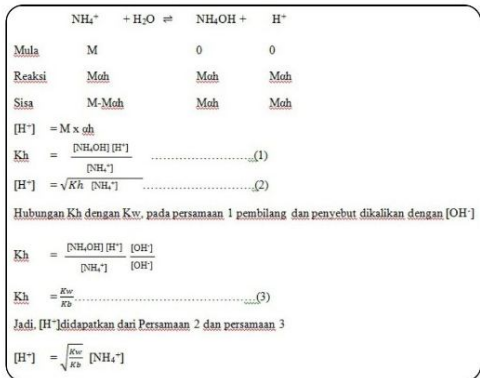 NH₄⁺ + H₂O ⇌ NH₄OH + H⁺
Mula M 0 0
Reaksi Mαh Mαh Mαh
Sisa M-Mαh Mαh Mαh
[H⁺] = M x αh
Kh = [NH₄OH] [H⁺] / [NH₄⁺] ..........................(1)
[H⁺] = √Kh [NH₄⁺] ..........................(2)
Hubungan Kh dengan Kw, pada persamaan 1 pembilang dan penyebut dikalikan dengan [OH⁻]
Kh = [NH₄OH] [H⁺] / [NH₄⁺] [OH⁻] / [OH⁻]
Kh = Kw / Kb ..........................(3)
Jadi, [H⁺]didapatkan dari Persamaan 2 dan persamaan 3
[H⁺] = √Kw / Kb [NH₄⁺]